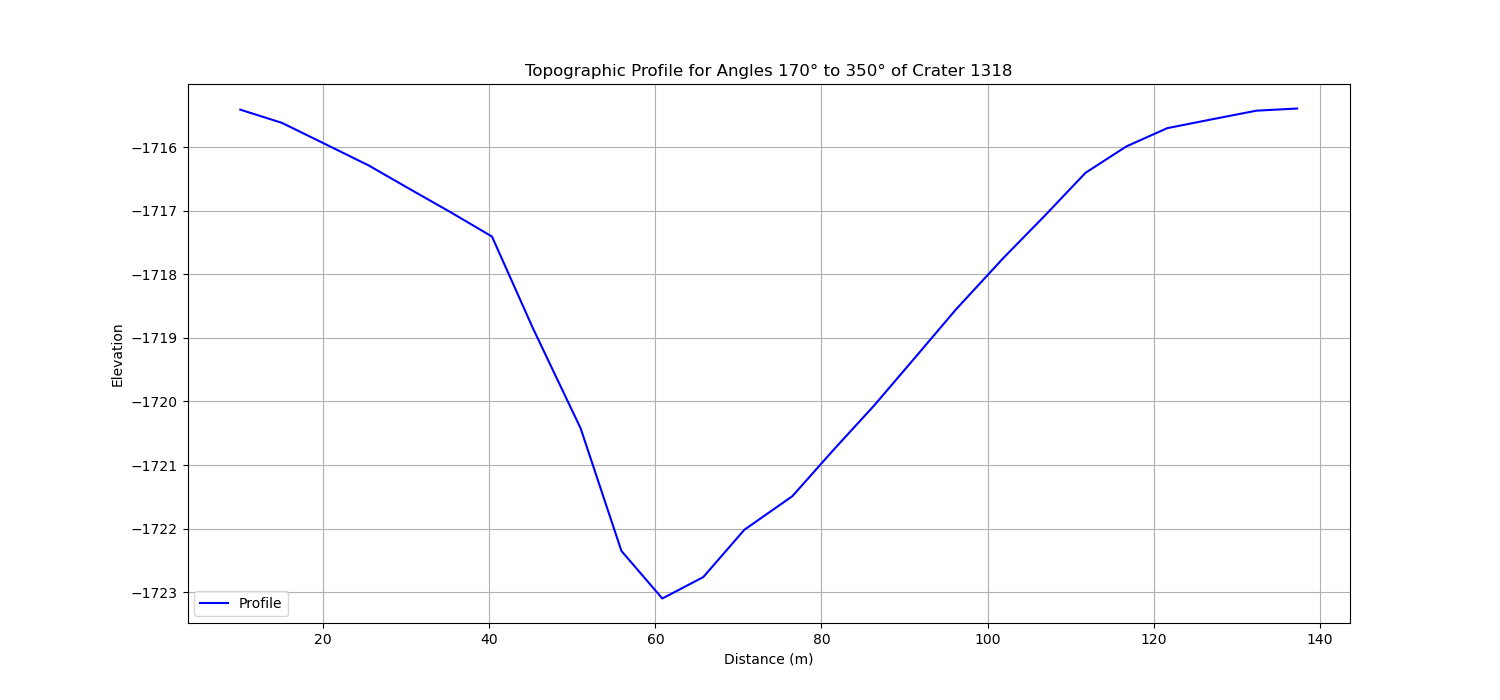 Topographic Profile for Angles 170° to 350° of Crater 1318
Elevation
−1716
−1717
−1718
−1719
−1720
−1721
−1722
−1723
Profile
20 40 60 80 100 120 140
Distance (m)